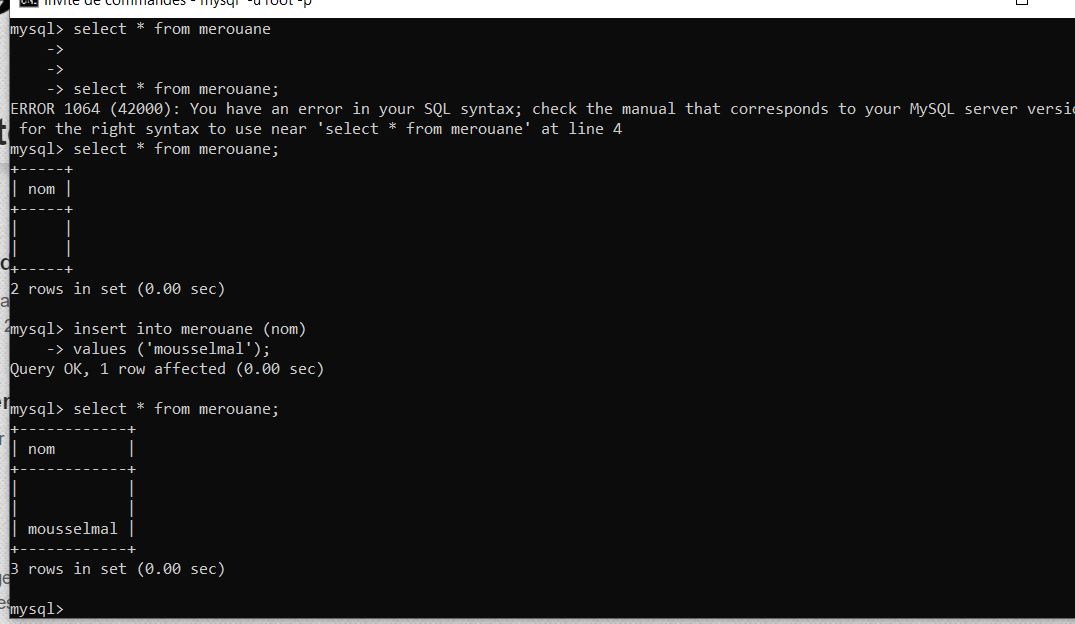 Invite de commandes - mysql -u root -p
mysql> select * from merouane
    ->
    ->
    -> select * from merouane;
ERROR 1064 (42000): You have an error in your SQL syntax; check the manual that corresponds to your MySQL server versi
 for the right syntax to use near 'select * from merouane' at line 4
mysql> select * from merouane;
+-----+
| nom |
+-----+
|     |
|     |
+-----+
2 rows in set (0.00 sec)
mysql> insert into merouane (nom)
    -> values ('mousselmal');
Query OK, 1 row affected (0.00 sec)
mysql> select * from merouane;
+------------+
| nom        |
+------------+
|            |
|            |
| mousselmal |
+------------+
3 rows in set (0.00 sec)
mysql>